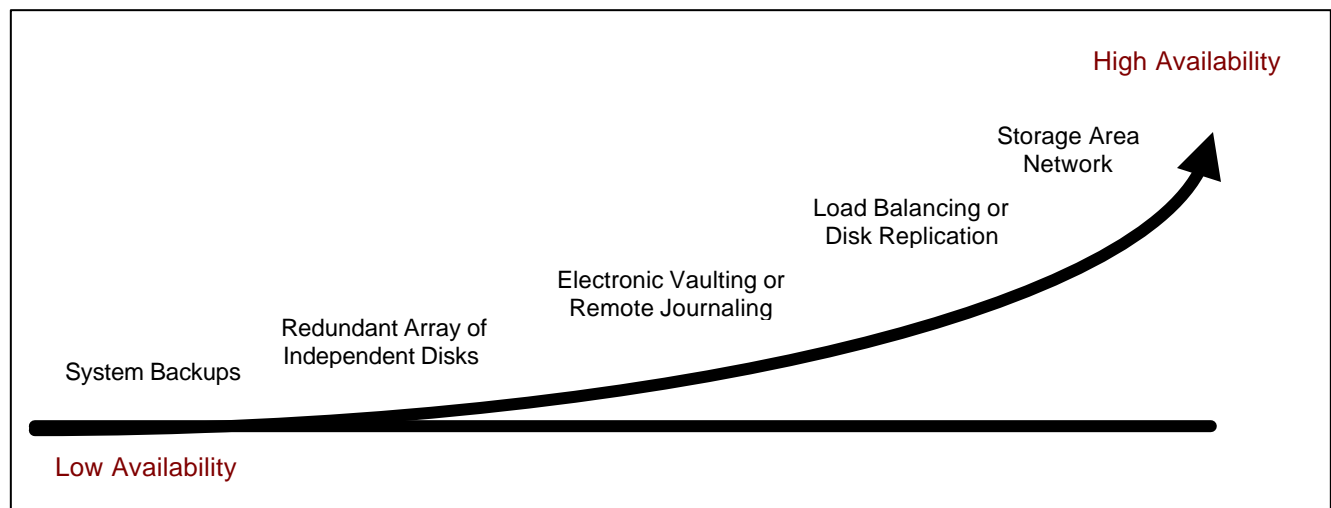 High Availability
Storage Area
Network
Load Balancing or
Disk Replication
Electronic Vaulting or
Remote Journaling
Redundant Array of
Independent Disks
System Backups
Low Availability